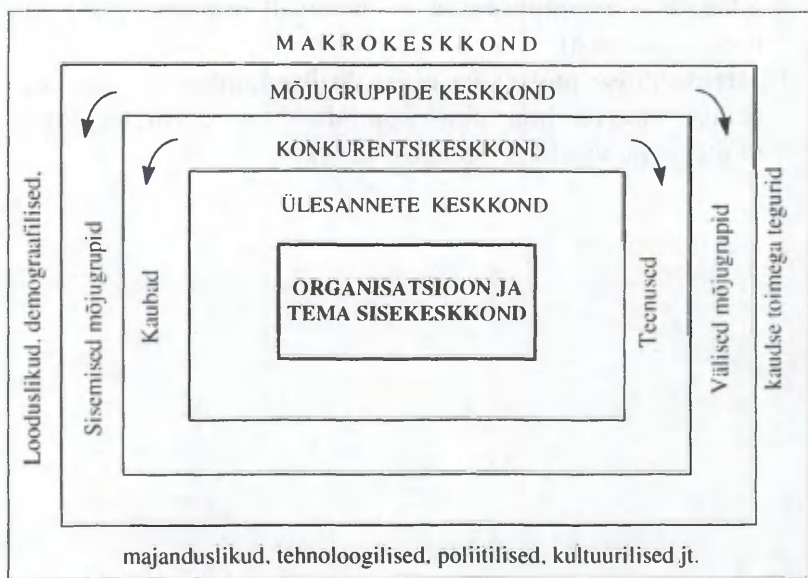 MAKROKESKKOND
MÕJUGRUPPIDE KESKKOND
KONKURENTSIKESKKOND
ÜLESANNETE KESKKOND
ORGANISATSIOON JA
TEMA SISEKESKKOND
Looduslikud, demograafilised,
Sisemised mõjugrupid
Kaubad
Teenused
Välised mõjugrupid
kaudse toimega tegurid
majanduslikud, tehnoloogilised, poliitilised, kultuurilised jt.